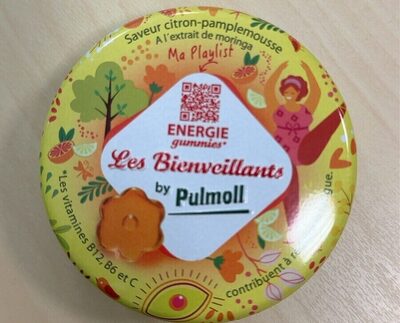 Saveur citron-pamplemousse
A l'extrait de moringa
Ma Playlist
ENERGIE
gummies*
Les Bienveillants
by Pulmoll
*Les vitamines B12, B6 et C
contribuent à
gue.